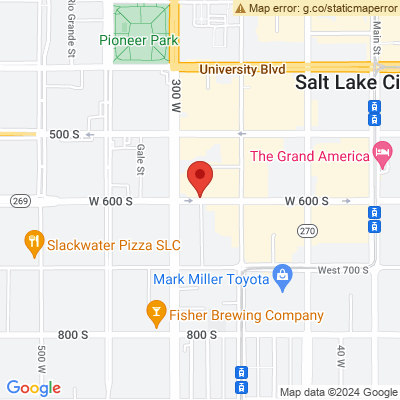 Map error: g.co/staticmaperror
Rio Grande St
Pioneer
Park
300 W
Main St
University Blvd
Salt Lake Ci
500 S
Gale St
The Grand America
269
W 600 S
W 600 S
270
Slackwater Pizza SLC
West 700 S
Mark Miller Toyota
Fisher Brewing Company
800 S
800 S
500 W
40 W
Google
Map data ©2024 Google